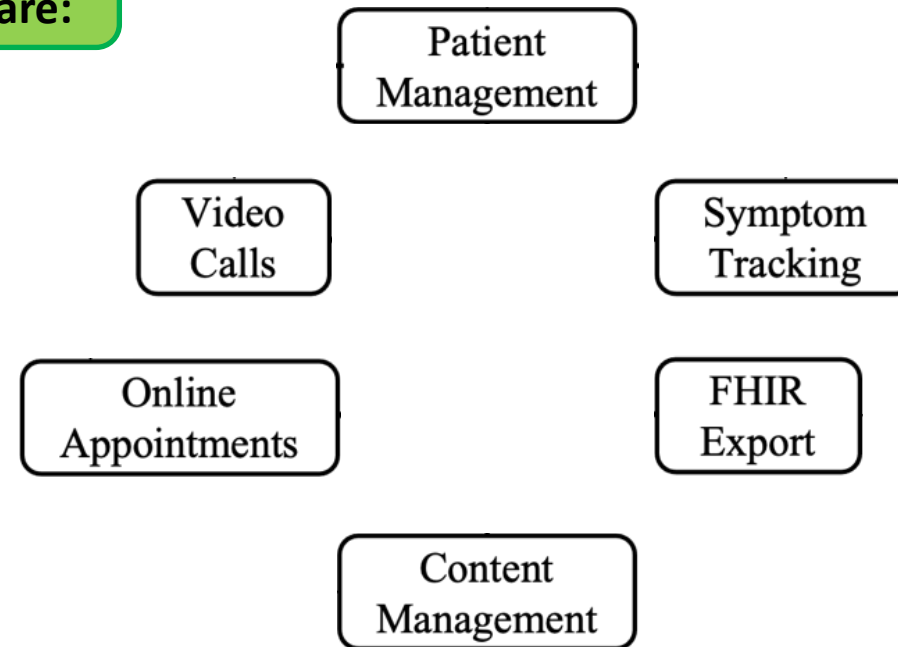 are:
Patient
Management
Video
Calls
Symptom
Tracking
Online
Appointments
FHIR
Export
Content
Management